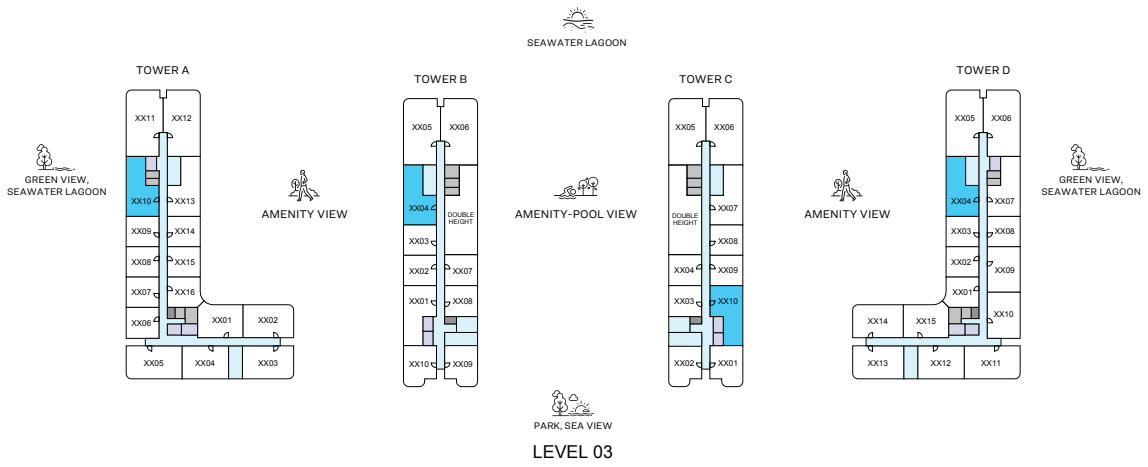 SEAWATER LAGOON
TOWER A
TOWER B
TOWER C
TOWER D
XX11 XX12
XX10 XX13
XX09 XX14
XX08 XX15
XX07 XX16
XX06 XX01 XX02
XX05 XX04 XX03
XX05 XX06
XX04 DOUBLE
HEIGHT
XX03
XX02 XX07
XX01 XX08
XX10 XX09
XX05 XX06
XX07
DOUBLE
HEIGHT
XX08
XX04 XX09
XX03 XX10
XX02 XX01
XX05 XX06
XX04 XX07
XX03 XX08
XX02 XX09
XX01
XX10
XX14 XX15
XX13 XX12 XX11
GREEN VIEW,
SEAWATER LAGOON
AMENITY VIEW
AMENITY-POOL VIEW
AMENITY VIEW
GREEN VIEW,
SEAWATER LAGOON
PARK, SEA VIEW
LEVEL 03